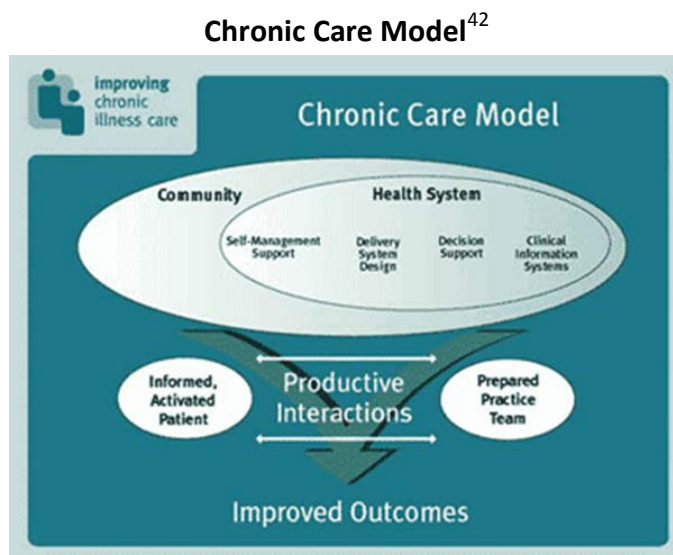 Chronic Care Model42
improving
chronic
illness care
Chronic Care Model
Community
Health System
Self-Management
Support
Delivery
System
Design
Decision
Support
Clinical
Information
Systems
Informed,
Activated
Patient
Productive
Interactions
Prepared
Practice
Team
Improved Outcomes